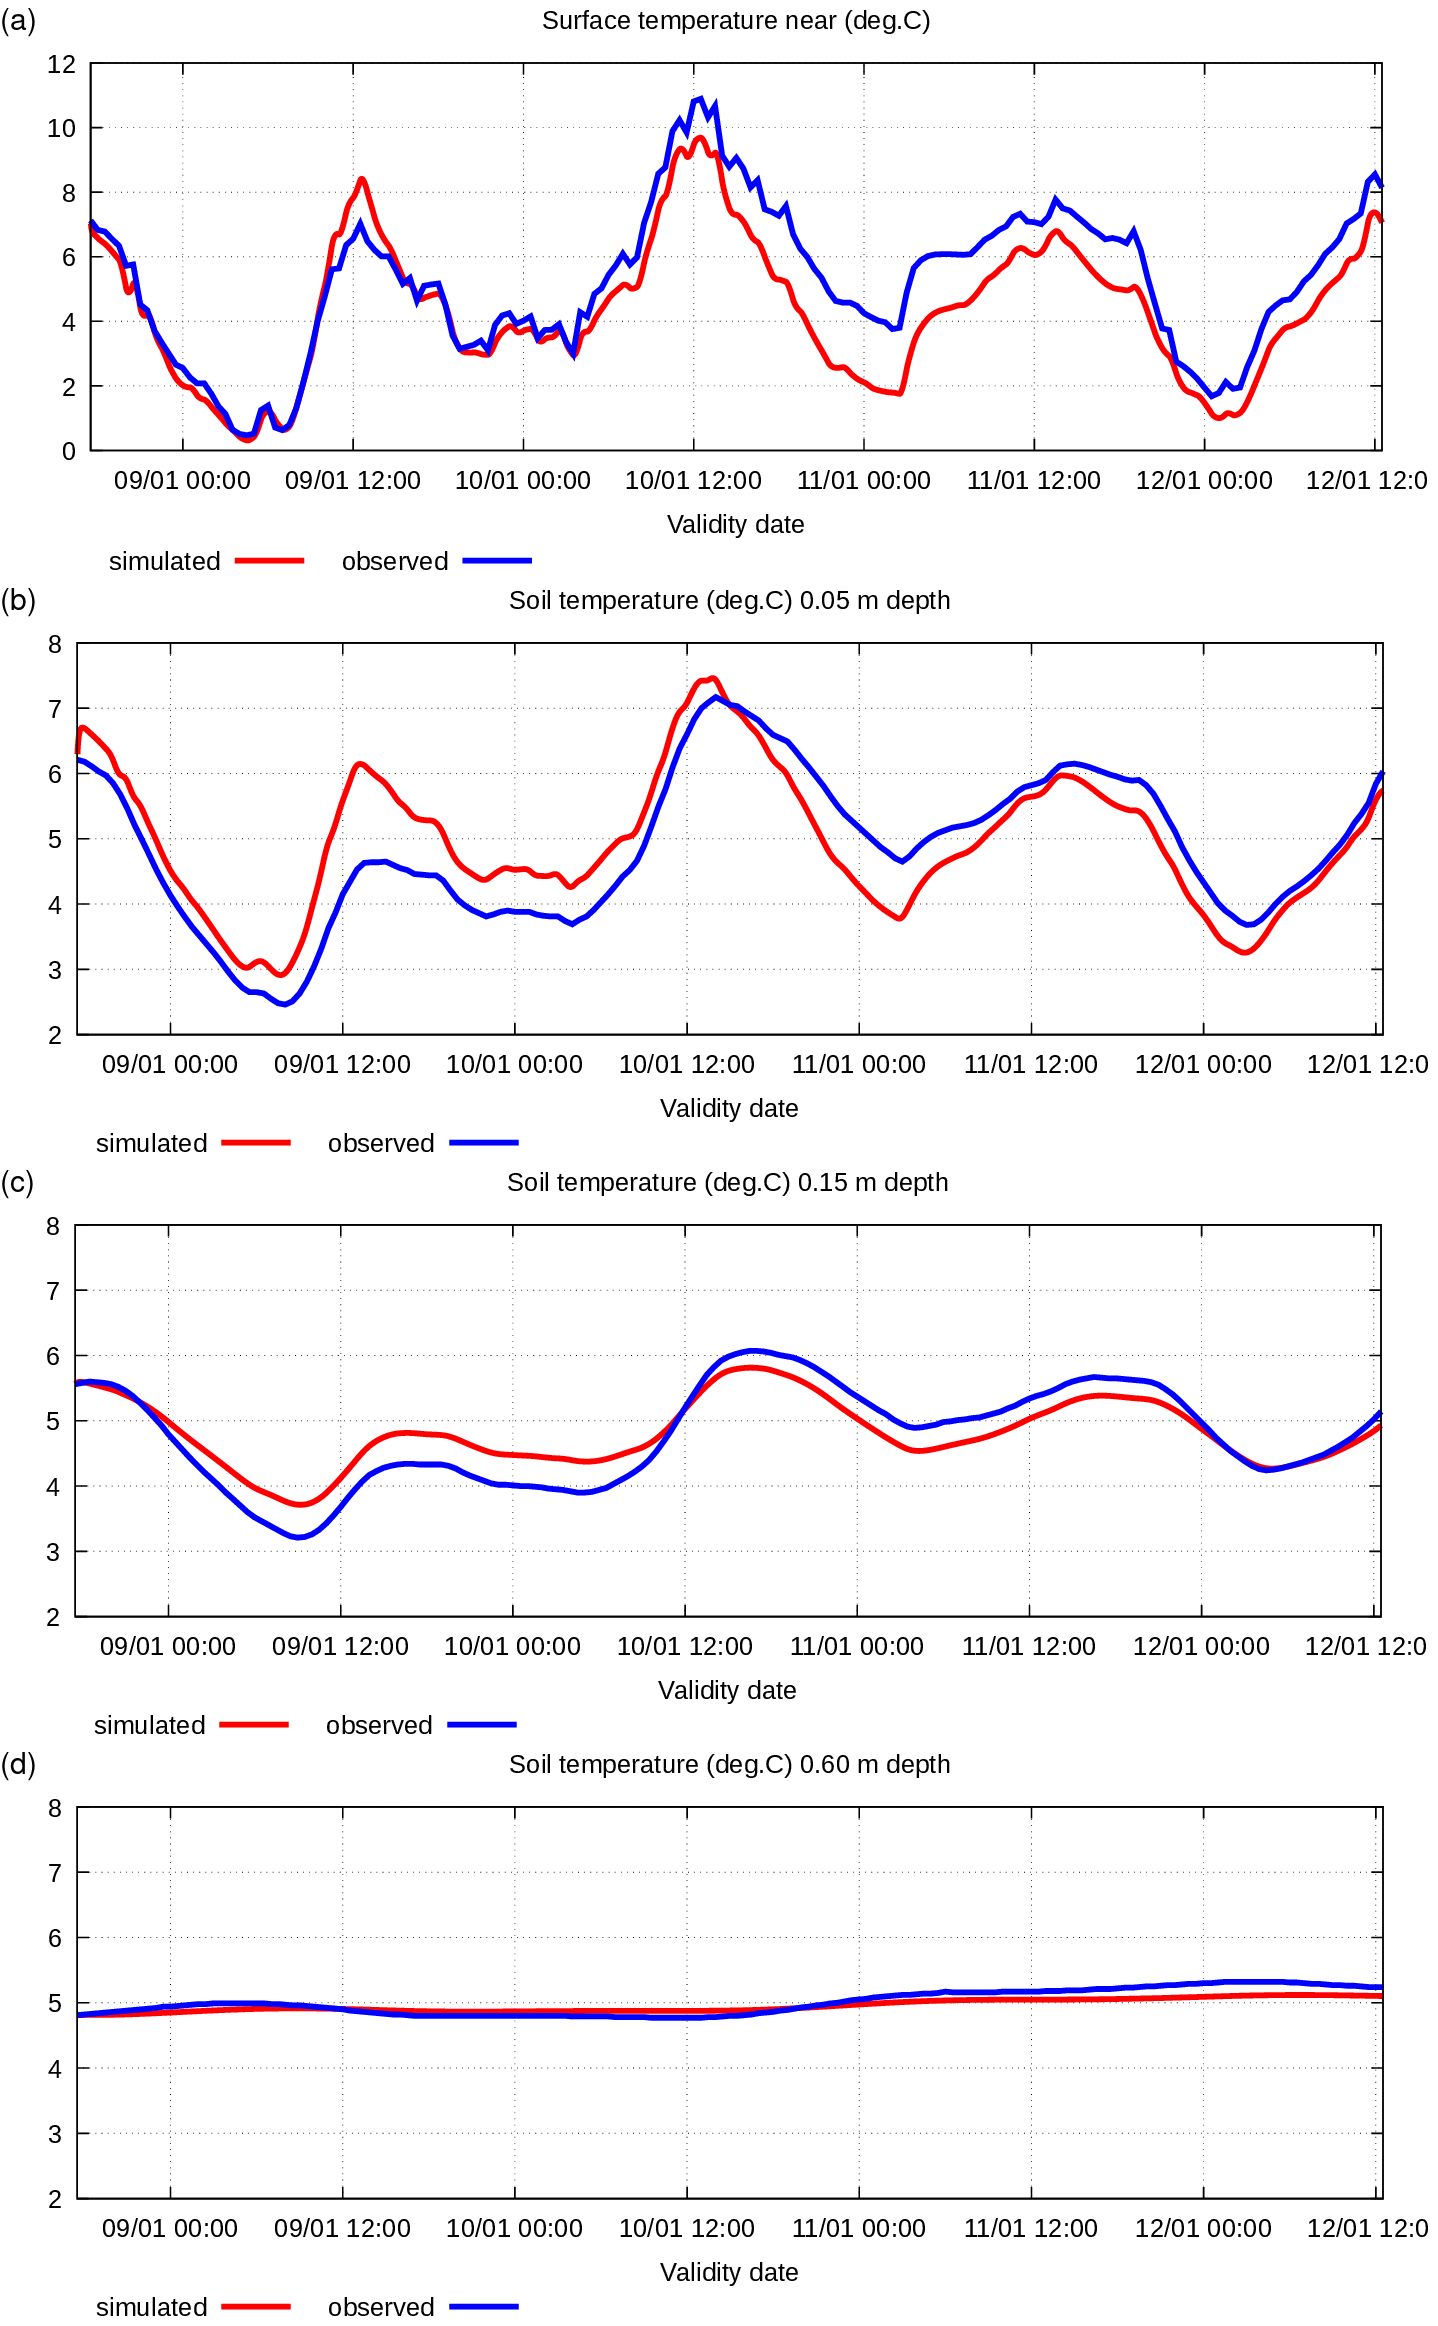 (a)
Surface temperature near (deg.C)
12
10
8
6
4
2
0
09/01 00:00 09/01 12:00 10/01 00:00 10/01 12:00 11/01 00:00 11/01 12:00 12/01 00:00 12/01 12:0
Validity date
simulated observed
(b)
Soil temperature (deg.C) 0.05 m depth
8
7
6
5
4
3
2
09/01 00:00 09/01 12:00 10/01 00:00 10/01 12:00 11/01 00:00 11/01 12:00 12/01 00:00 12/01 12:0
Validity date
simulated observed
(c)
Soil temperature (deg.C) 0.15 m depth
8
7
6
5
4
3
2
09/01 00:00 09/01 12:00 10/01 00:00 10/01 12:00 11/01 00:00 11/01 12:00 12/01 00:00 12/01 12:0
Validity date
simulated observed
(d)
Soil temperature (deg.C) 0.60 m depth
8
7
6
5
4
3
2
09/01 00:00 09/01 12:00 10/01 00:00 10/01 12:00 11/01 00:00 11/01 12:00 12/01 00:00 12/01 12:0
Validity date
simulated observed